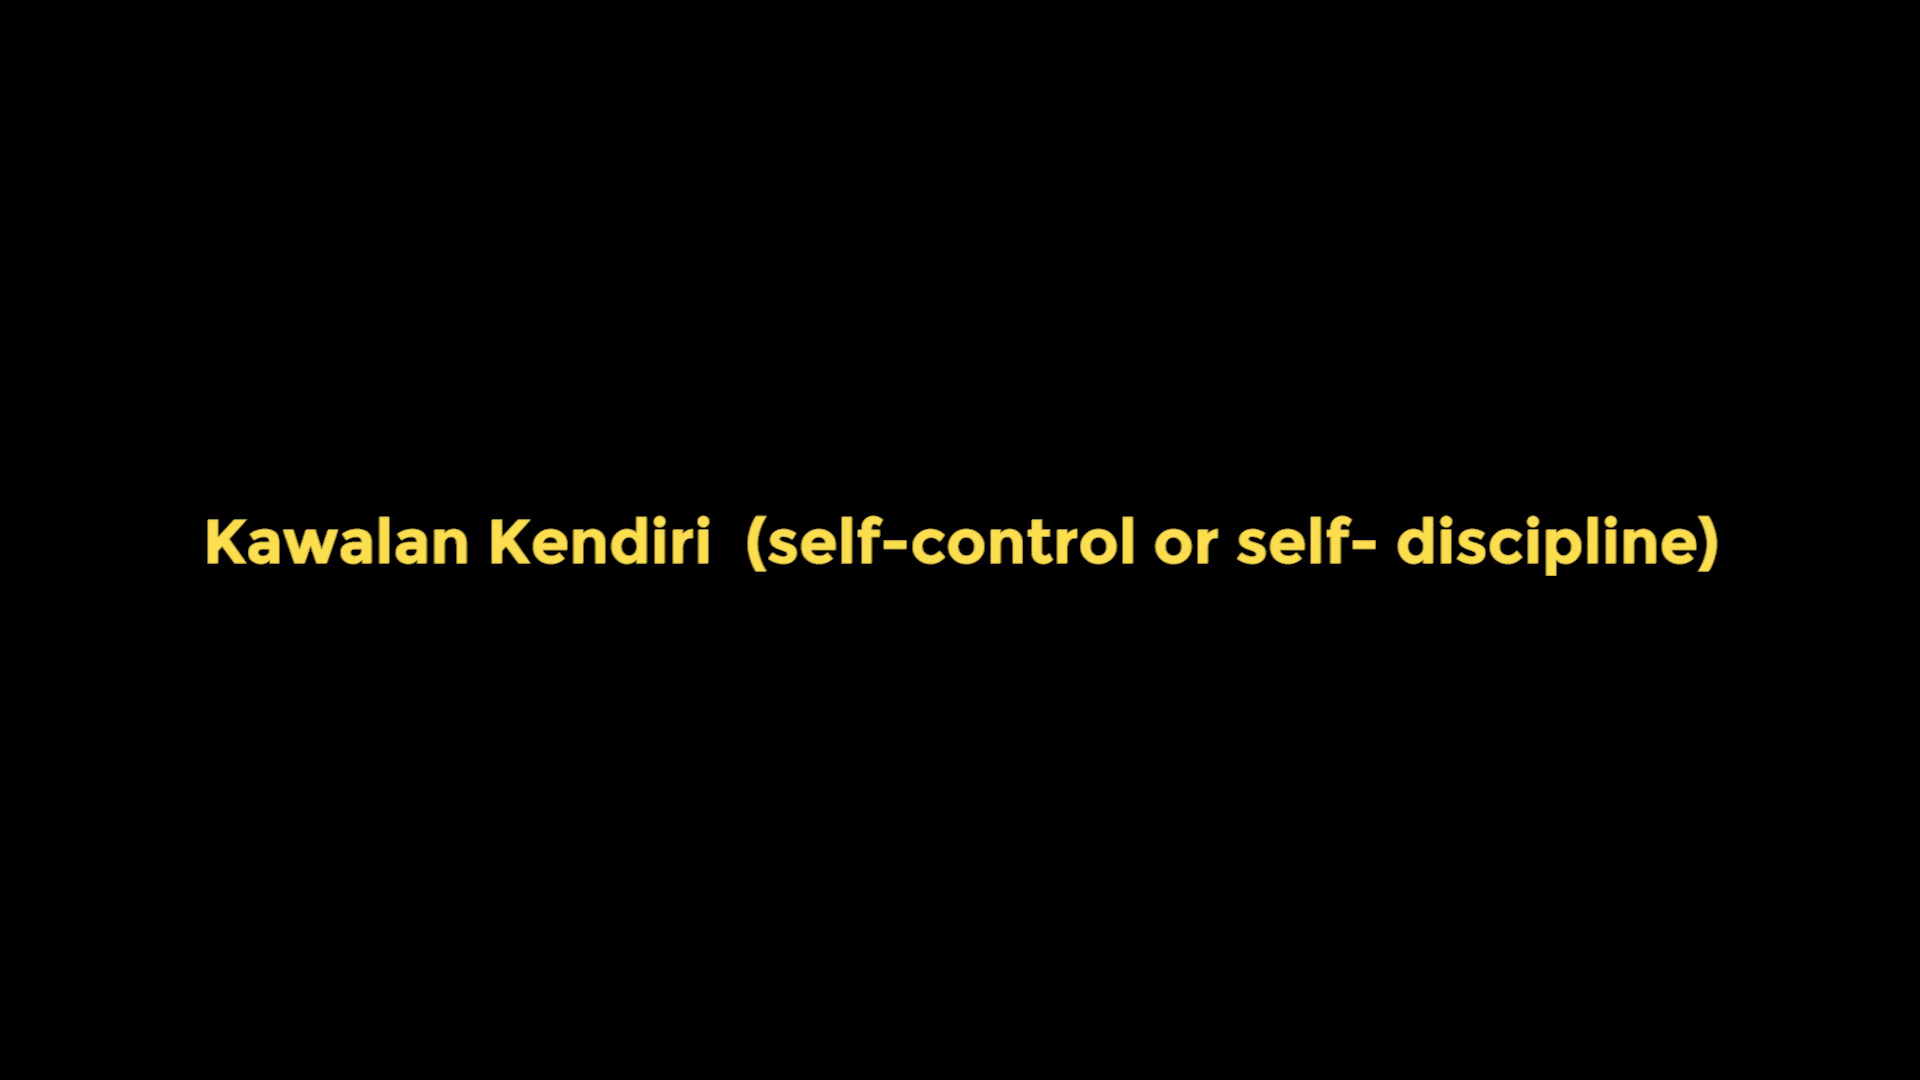 Kawalan Kendiri  (self-control or self- discipline)